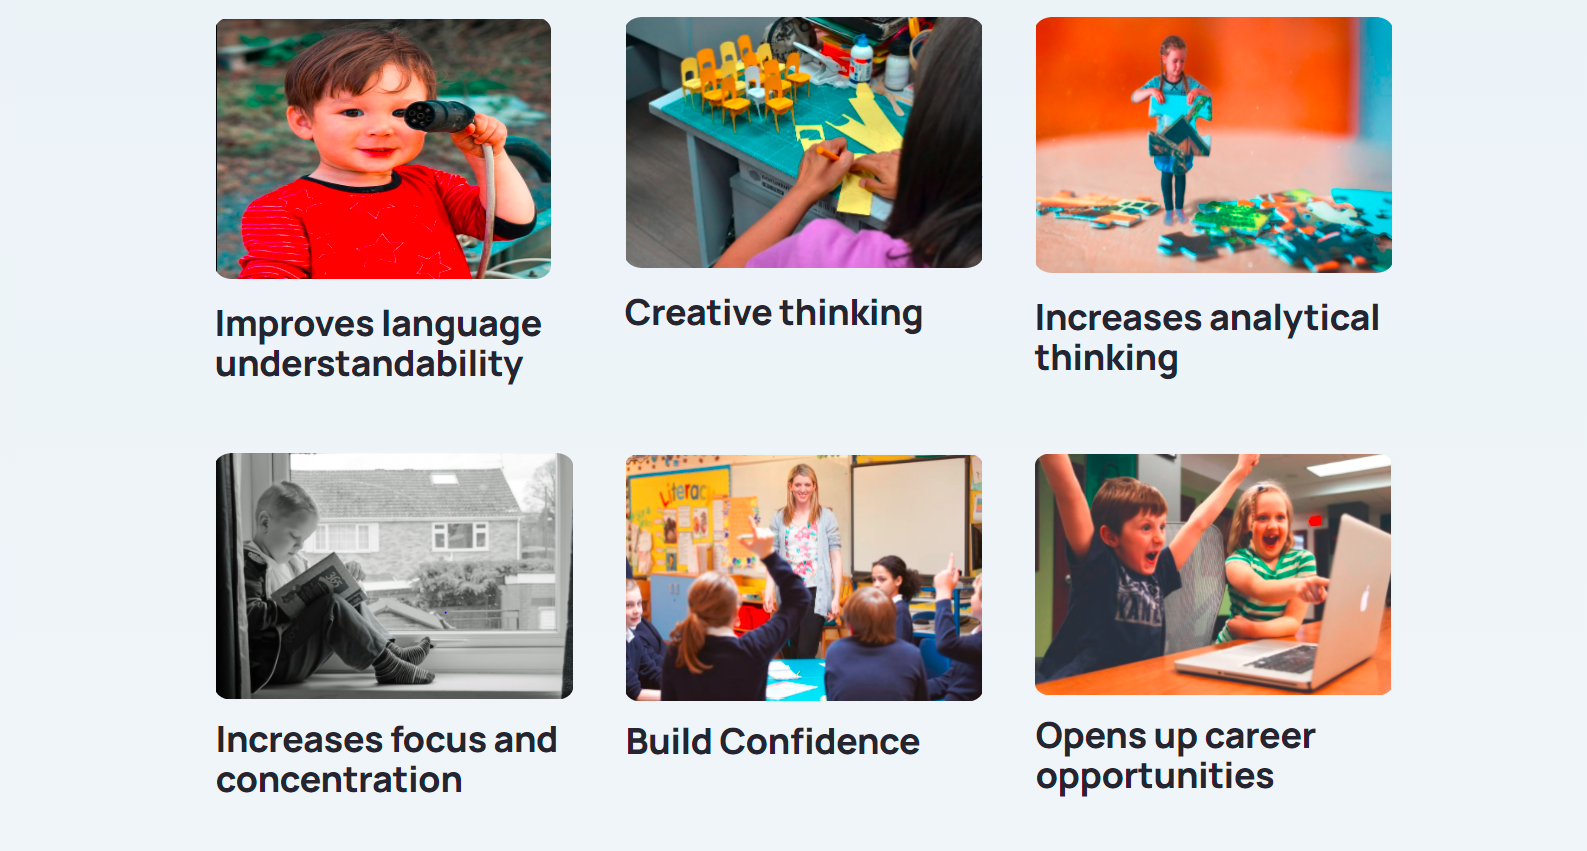 Improves language
understandability
Creative thinking
Increases analytical
thinking
Literac
Increases focus and
concentration
Build Confidence
Opens up career
opportunities